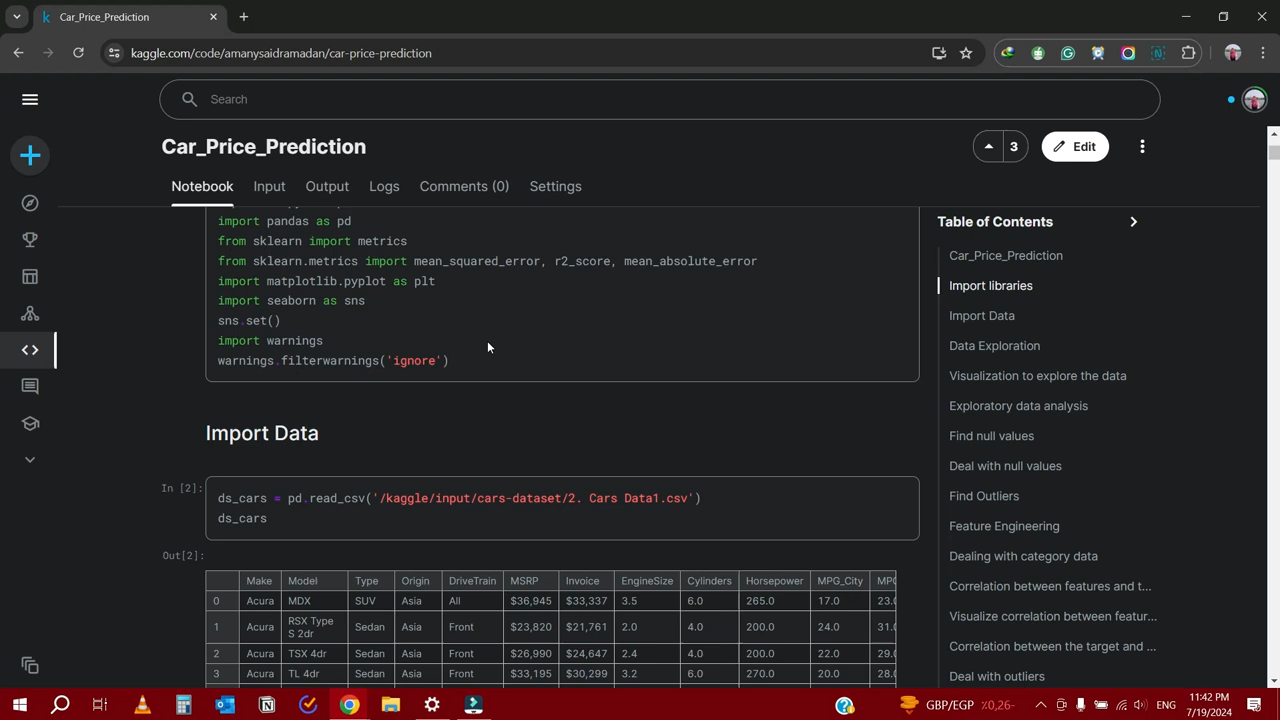 Car_Price_Prediction
kaggle.com/code/amanysaidramadan/car-price-prediction
Search
Car_Price_Prediction
3
Edit
Notebook
Input
Output
Logs
Comments (0)
Settings
import pandas as pd
from sklearn import metrics
from sklearn.metrics import mean_squared_error, r2_score, mean_absolute_error
import matplotlib.pyplot as plt
import seaborn as sns
sns.set()
import warnings
warnings.filterwarnings('ignore')
Import Data
In [2]:
ds_cars = pd.read_csv('/kaggle/input/cars-dataset/2. Cars Data1.csv')
ds_cars
Out[2]:
Make Model Type Origin DriveTrain MSRP Invoice EngineSize Cylinders Horsepower MPG_City
0 Acura MDX SUV Asia All $36,945 $33,337 3.5 6.0 265.0 17.0
1 Acura RSX Type S 2dr Sedan Asia Front $23,820 $21,761 2.0 4.0 200.0 24.0
2 Acura TSX 4dr Sedan Asia Front $26,990 $24,647 2.4 4.0 200.0 22.0
3 Acura TL 4dr Sedan Asia Front $33,195 $30,299 3.2 6.0 270.0 20.0
Table of Contents
Car_Price_Prediction
Import libraries
Import Data
Data Exploration
Visualization to explore the data
Exploratory data analysis
Find null values
Deal with null values
Find Outliers
Feature Engineering
Dealing with category data
Correlation between features and t...
Visualize correlation between featur...
Correlation between the target and ...
Deal with outliers
GBP/EGP %0,26-
ENG
11:42 PM
7/19/2024